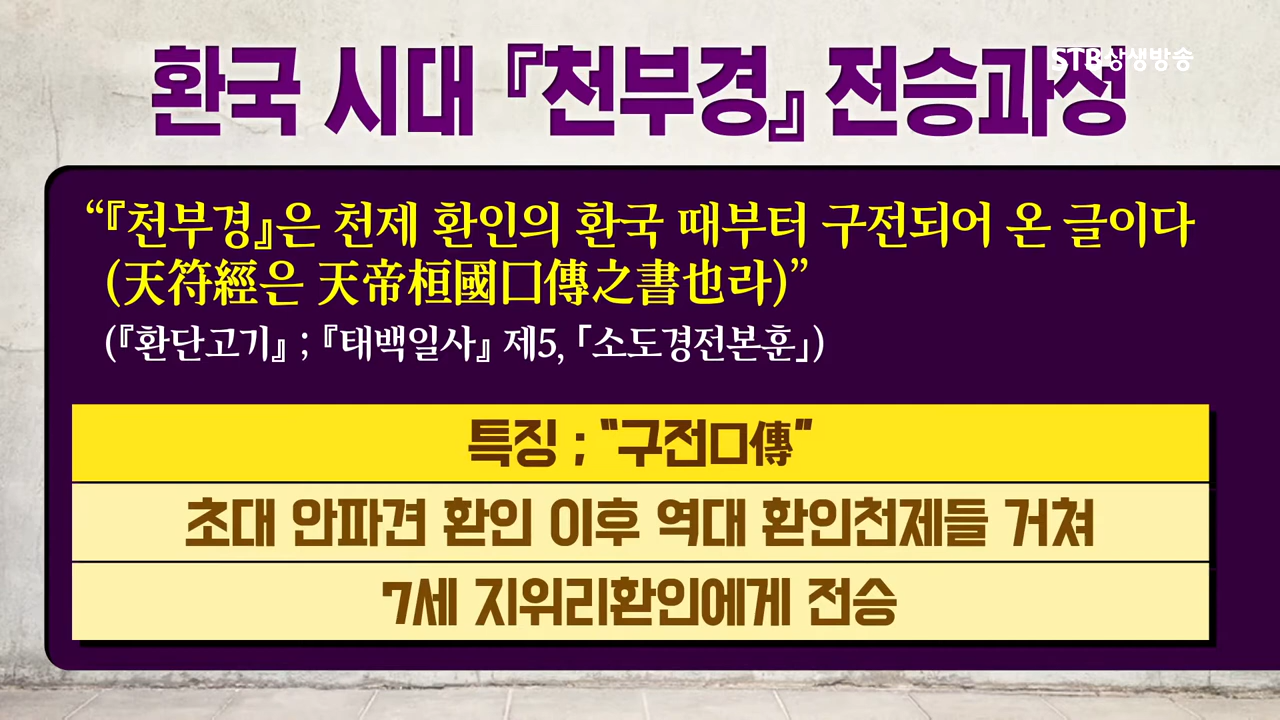 환국 시대 『천부경』 전승과정
STB상생방송
“『천부경』은 천제 환인의 환국 때부터 구전되어 온 글이다
(天符經은 天帝桓國口傳之書也라)”
(『환단고기』 ; 『태백일사』 제5, 「소도경전본훈」)
특징 ; “구전口傳”
초대 안파견 환인 이후 역대 환인천제들 거쳐
7세 지위리환인에게 전승